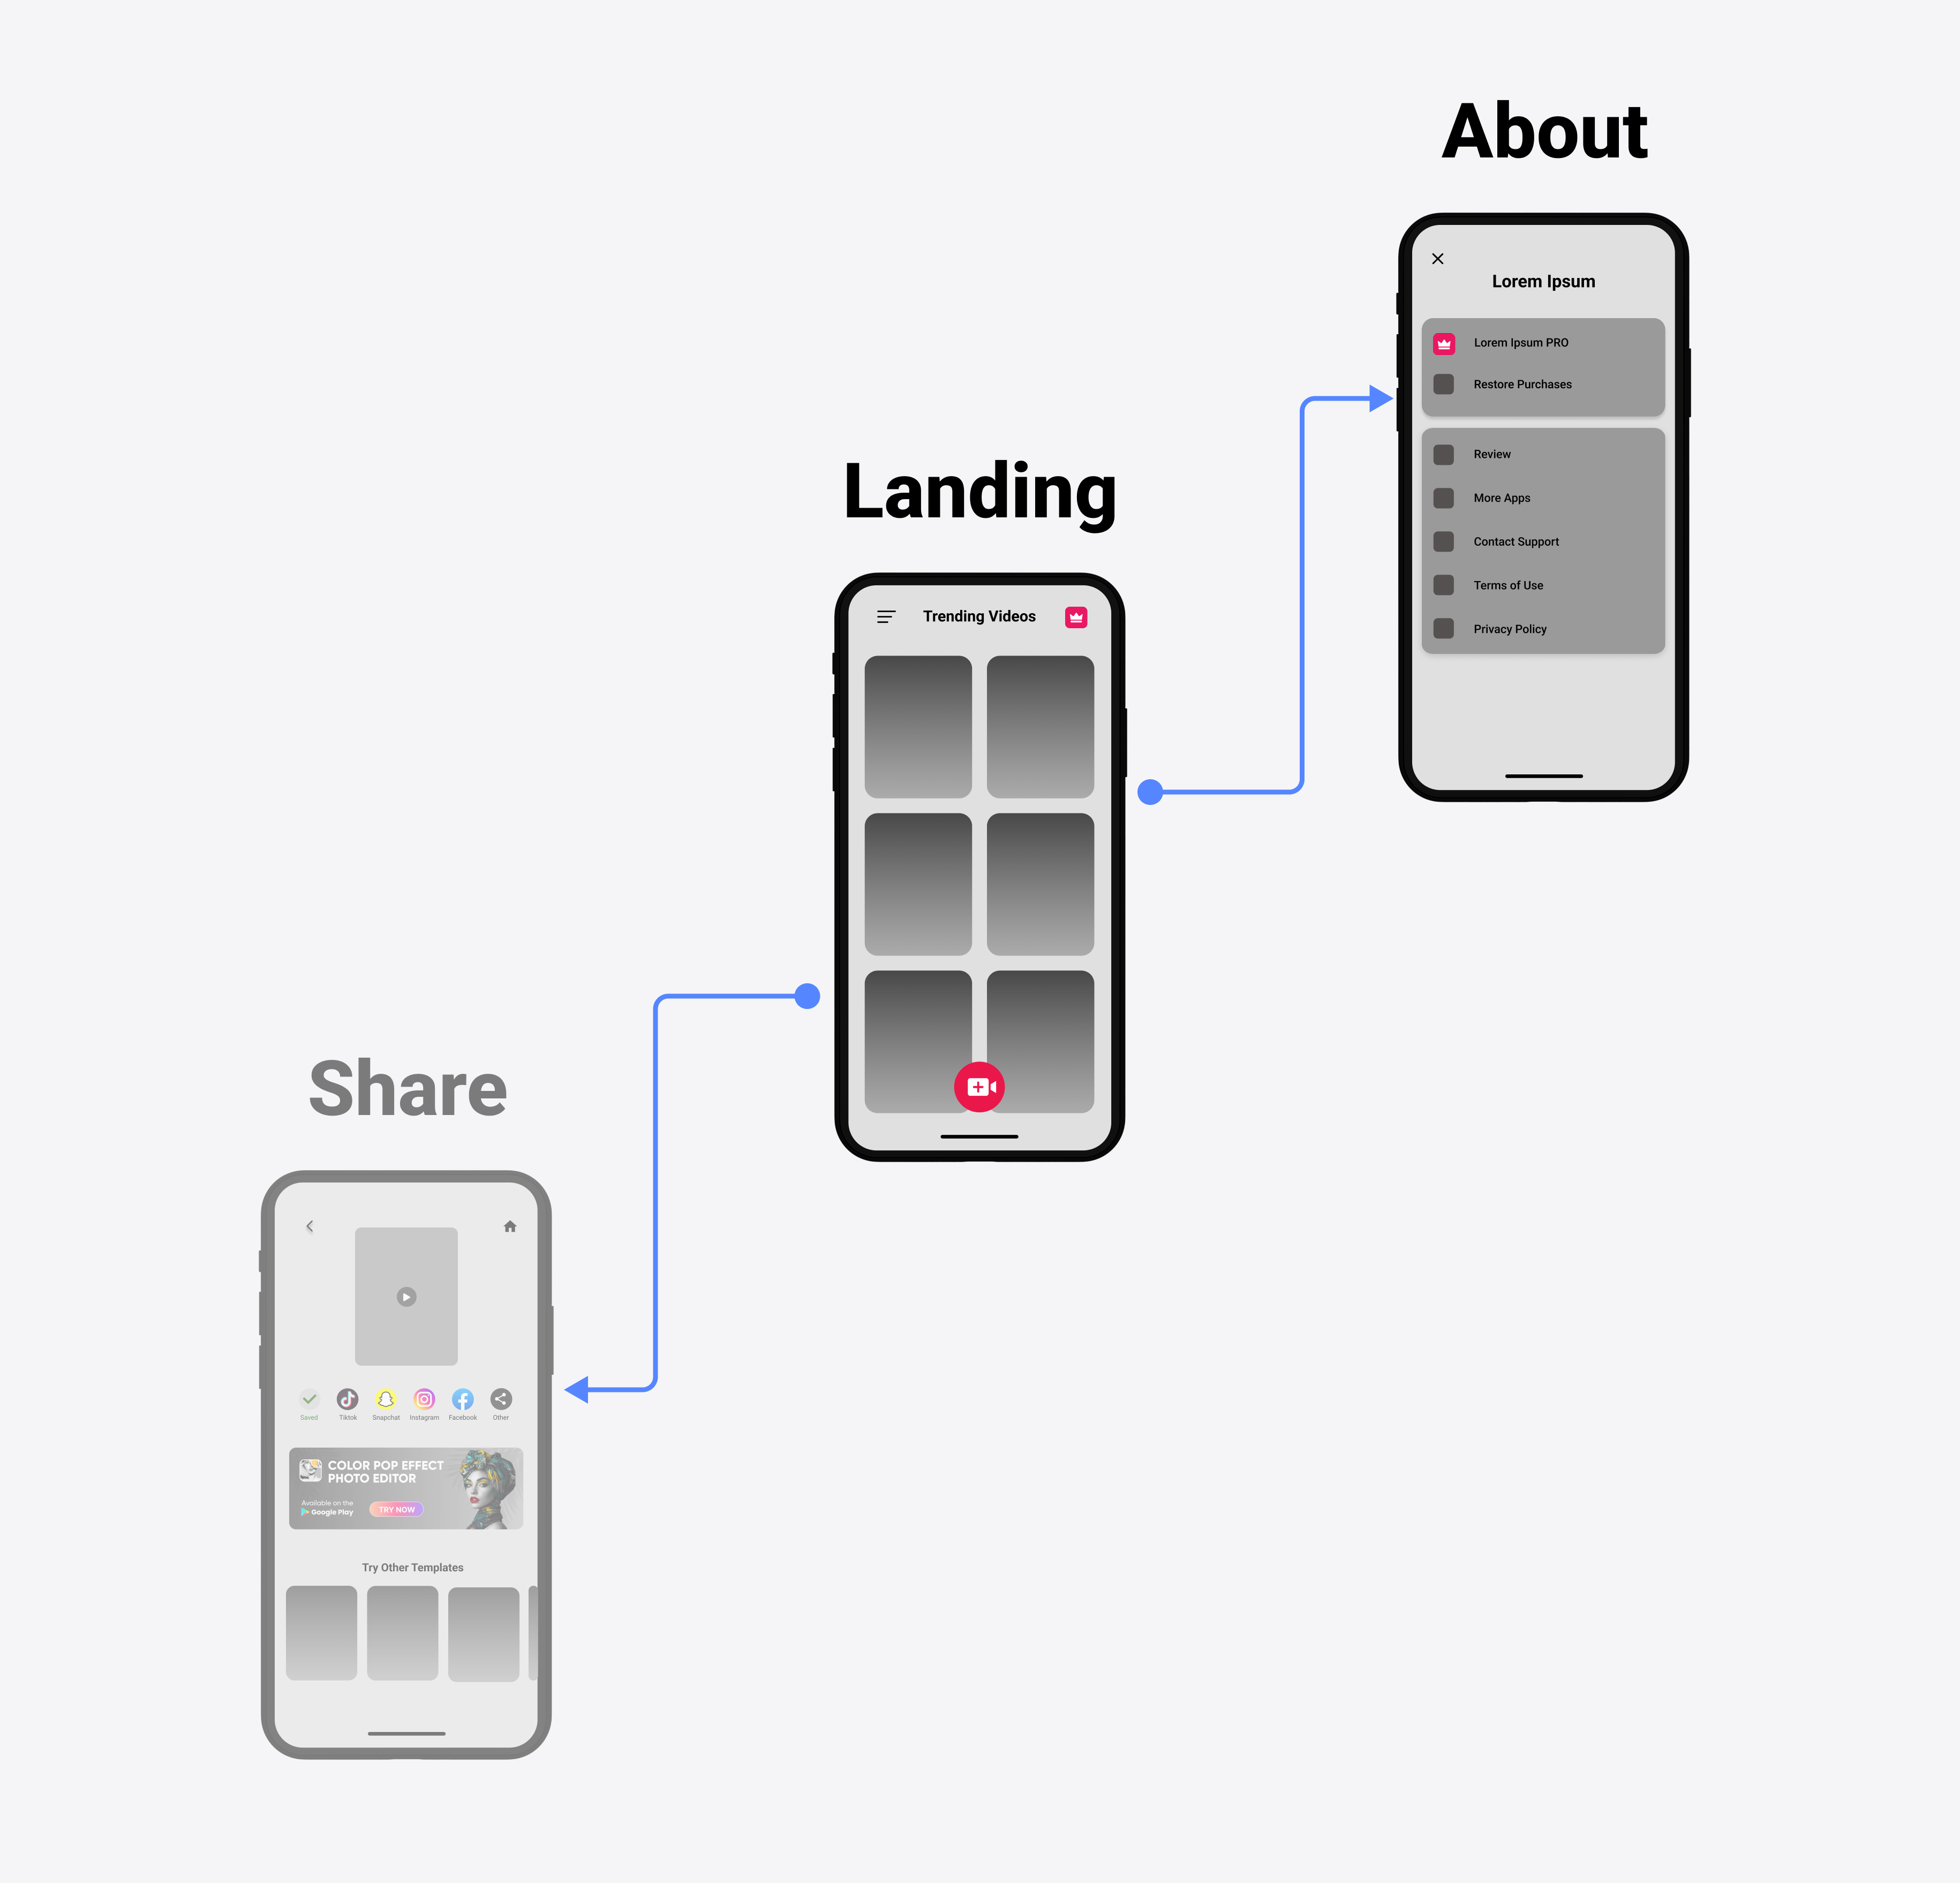 About
Lorem Ipsum
Lorem Ipsum PRO
Restore Purchases
Review
More Apps
Contact Support
Terms of Use
Privacy Policy
Landing
Trending Videos
Share
Saved
Tiktok
Snapchat
Instagram
Facebook
Other
COLOR POP EFFECT
PHOTO EDITOR
Available on the
Google Play
TRY NOW
Try Other Templates